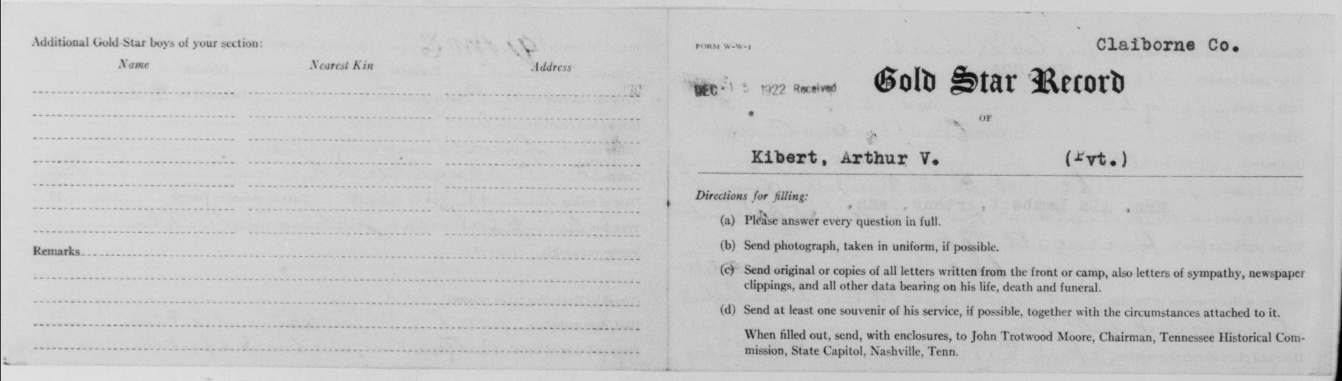 Additional Gold Star boys of your section:
Name Nearest Kin Address
Remarks
FORM W-W-1
Claiborne Co.
DEC 15 1922 Received
Gold Star Record
OF
Kibert, Arthur V. (Pvt.)
Directions for filling:
(a) Please answer every question in full.
(b) Send photograph, taken in uniform, if possible.
(c) Send original or copies of all letters written from the front or camp, also letters of sympathy, newspaper
clippings, and all other data bearing on his life, death and funeral.
(d) Send at least one souvenir of his service, if possible, together with the circumstances attached to it.
When filled out, send, with enclosures, to John Trotwood Moore, Chairman, Tennessee Historical Com-
mission, State Capitol, Nashville, Tenn.